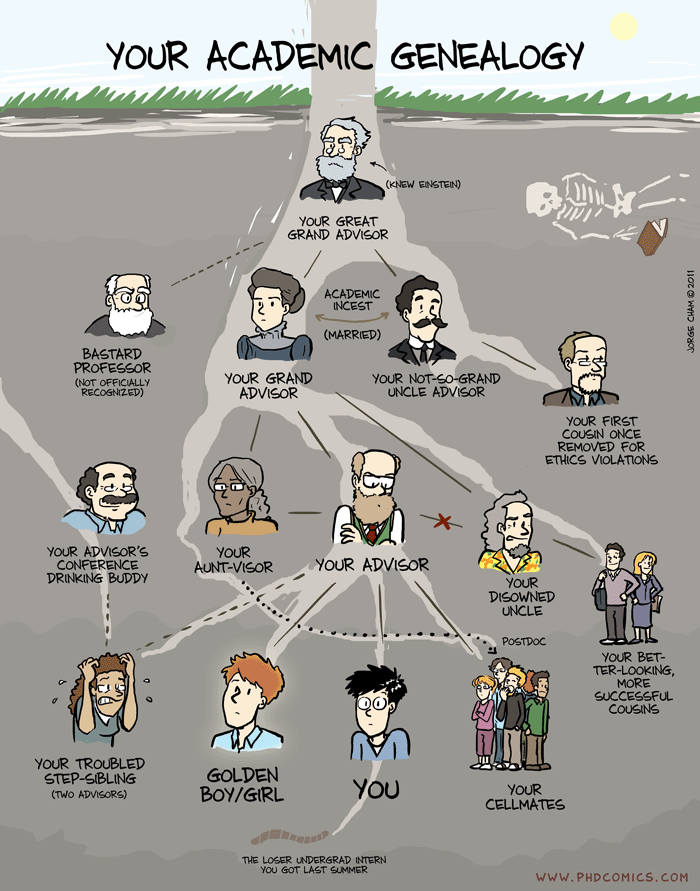 YOUR ACADEMIC GENEALOGY
(KNEW EINSTEIN)
YOUR GREAT
GRAND ADVISOR
JORGE CHAM © 2011
ACADEMIC
INCEST
(MARRIED)
BASTARD
PROFESSOR
(NOT OFFICIALLY
RECOGNIZED)
YOUR GRAND
ADVISOR
YOUR NOT-SO-GRAND
UNCLE ADVISOR
YOUR FIRST
COUSIN ONCE
REMOVED FOR
ETHICS VIOLATIONS
YOUR ADVISOR'S
CONFERENCE
DRINKING BUDDY
YOUR
AUNT-VISOR
YOUR ADVISOR
YOUR
DISOWNED
UNCLE
POSTDOC
YOUR BET-
TER-LOOKING,
MORE
SUCCESSFUL
COUSINS
YOUR TROUBLED
STEP-SIBLING
(TWO ADVISORS)
GOLDEN
BOY/GIRL
YOU
YOUR
CELLMATES
THE LOSER UNDERGRAD INTERN
YOU GOT LAST SUMMER
WWW.PHDCOMICS.COM